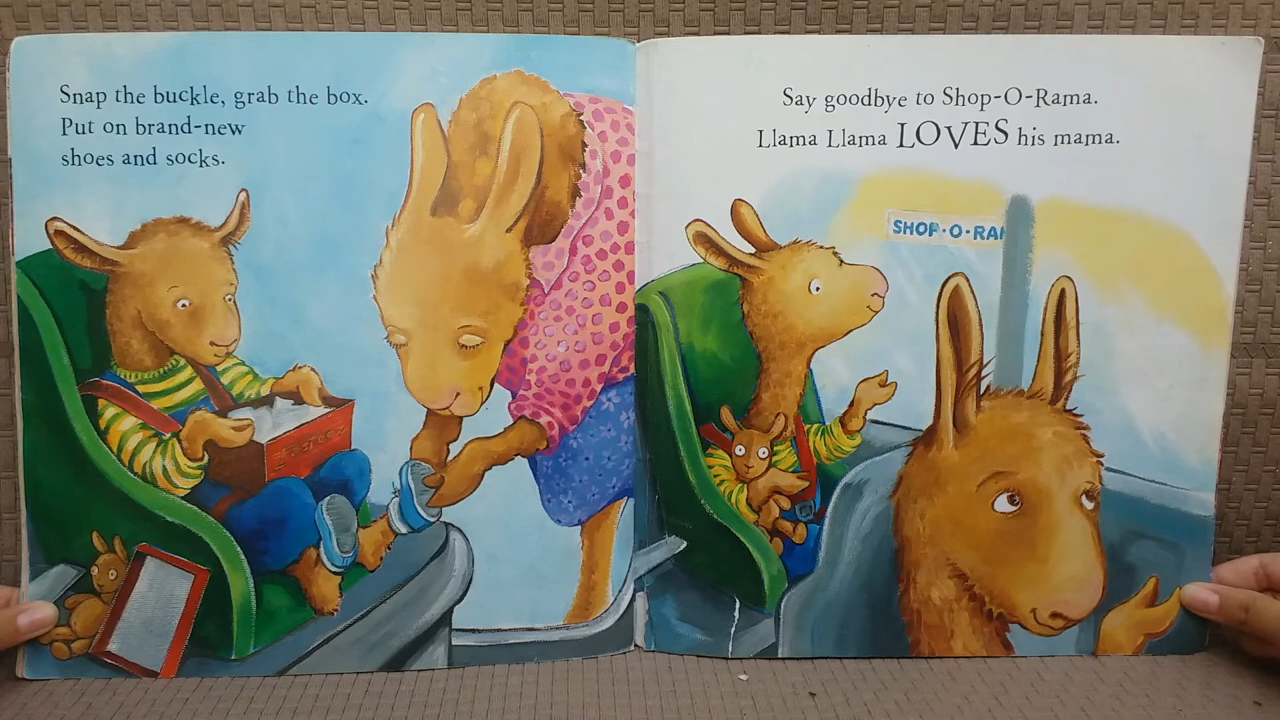 Snap the buckle, grab the box.
Put on brand-new
shoes and socks.
Say goodbye to Shop-O-Rama.
Llama Llama LOVES his mama.
SHOP·O·RA